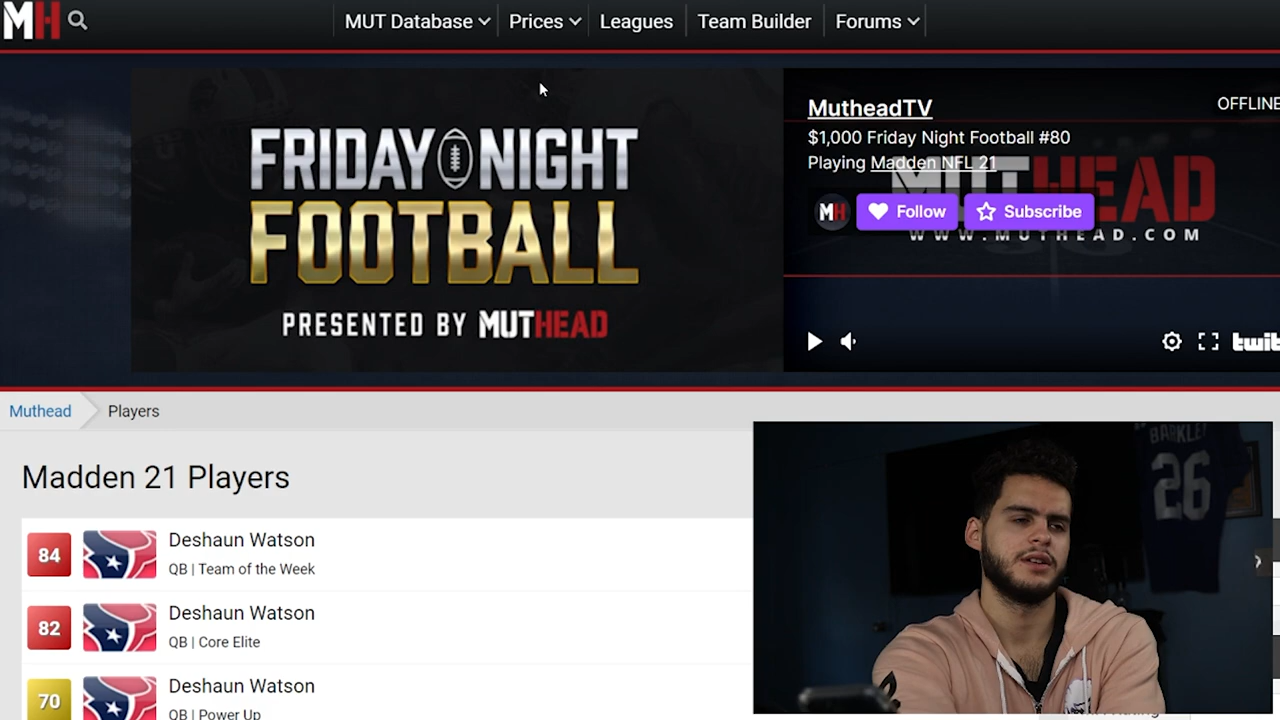 MH
MUT Database Prices Leagues Team Builder Forums
FRIDAY NIGHT
FOOTBALL
PRESENTED BY MUTHEAD
MutheadTV
OFFLINE
$1,000 Friday Night Football #80
Playing Madden NFL 21
MUTHEAD
MH Follow Subscribe
WWW.MUTHEAD.COM
Muthead Players
Madden 21 Players
84 Deshaun Watson
QB | Team of the Week
82 Deshaun Watson
QB | Core Elite
70 Deshaun Watson
QB | Power Up
BARKLEY
26